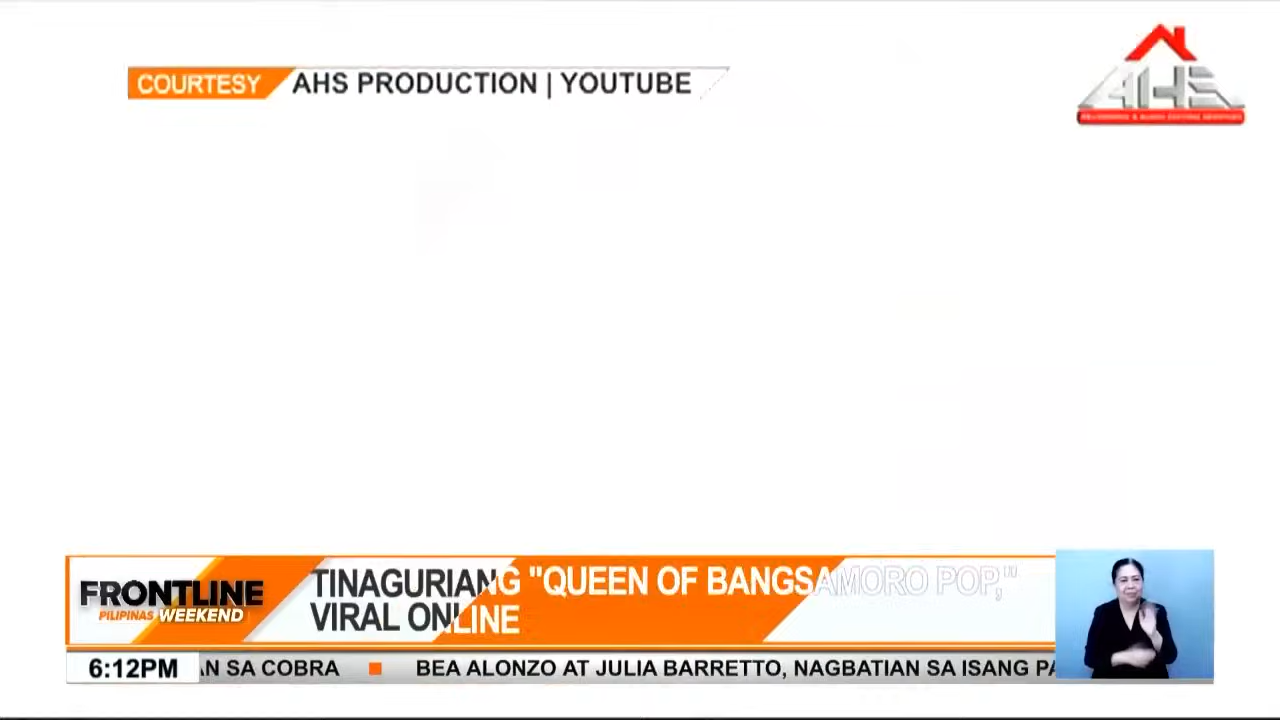 COURTESY AHS PRODUCTION | YOUTUBE
AHS
FRONTLINE
PILIPINAS WEEKEND
TINAGURIANG "QUEEN OF BANGSAMORO POP,"
VIRAL ONLINE
6:12PM
AN SA COBRA ■ BEA ALONZO AT JULIA BARRETTO, NAGBATIAN SA ISANG PA